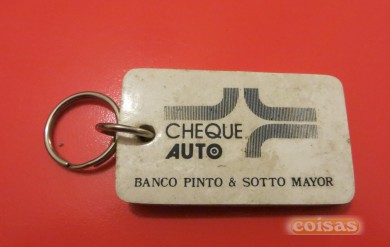 CHEQUE
AUTO
BANCO PINTO & SOTTO MAYOR
coisas